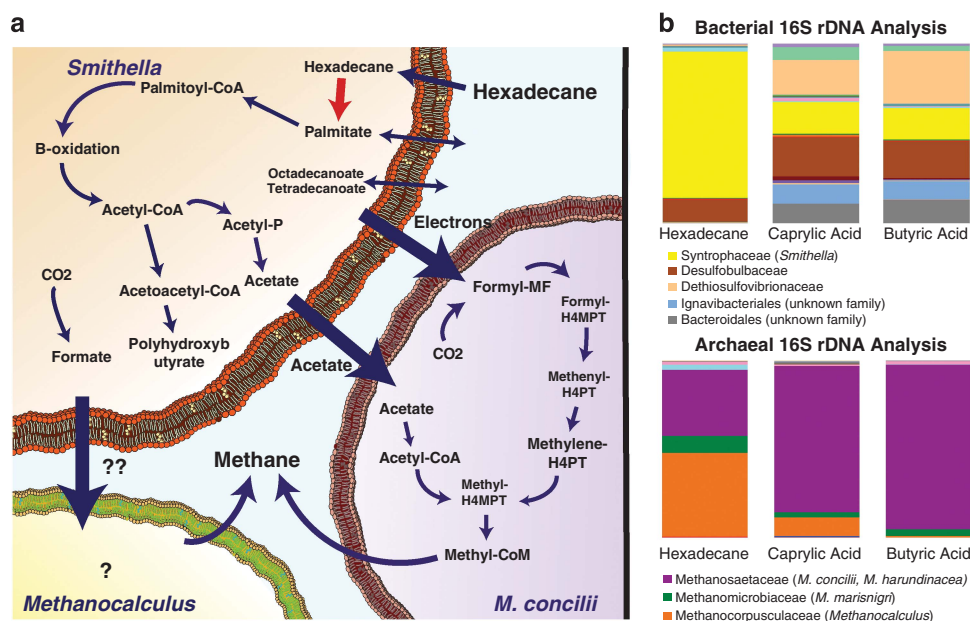 a
Smithella
Hexadecane
Palmitoyl-CoA
Hexadecane
Palmitate
B-oxidation
Octadecanoate
Tetradecanoate
Acetyl-CoA
Acetyl-P
Electrons
CO2
Acetoacetyl-CoA
Acetate
Formyl-MF
Formyl-
H4MPT
Formate
Polyhydroxyb
utyrate
Acetate
CO2
Methenyl-
H4PT
Acetate
Acetyl-CoA
Methylene-
H4PT
??
Methane
Methyl-
H4MPT
Methyl-CoM
?
Methanocalculus
M. concilii
b
Bacterial 16S rDNA Analysis
Hexadecane Caprylic Acid Butyric Acid
Syntrophaceae (Smithella)
Desulfobulbaceae
Dethiosulfovibrionaceae
Ignavibacteriales (unknown family)
Bacteroidales (unknown family)
Archaeal 16S rDNA Analysis
Hexadecane Caprylic Acid Butyric Acid
Methanosaetaceae (M. concilii, M. harundinacea)
Methanomicrobiaceae (M. marisnigri)
Methanocorpusculaceae (Methanocalculus)